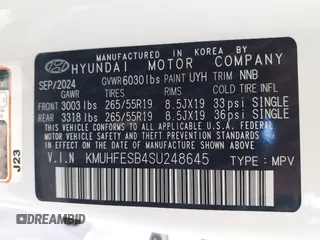 MANUFACTURED IN KOREA BY
HYUNDAI MOTOR COMPANY
SEP/2024 GVWR 6030 lbs PAINT UYH TRIM NNB
GAWR TIRES RIMS COLD TIRE INFL
FRONT 3003 lbs 265/55R19 8.5JX19 33 psi SINGLE
REAR 3318 lbs 265/55R19 8.5JX19 36 psi SINGLE
THIS VEHICLE CONFORMS TO ALL APPLICABLE FEDERAL
MOTOR VEHICLE SAFETY AND THEFT PREVENTION
STANDARDS IN EFFECT ON THE DATE OF MANUFACTURE
SHOWN ABOVE.
V.I.N KMUHFESB4SU248645 TYPE : MPV
J23
DREAMBID